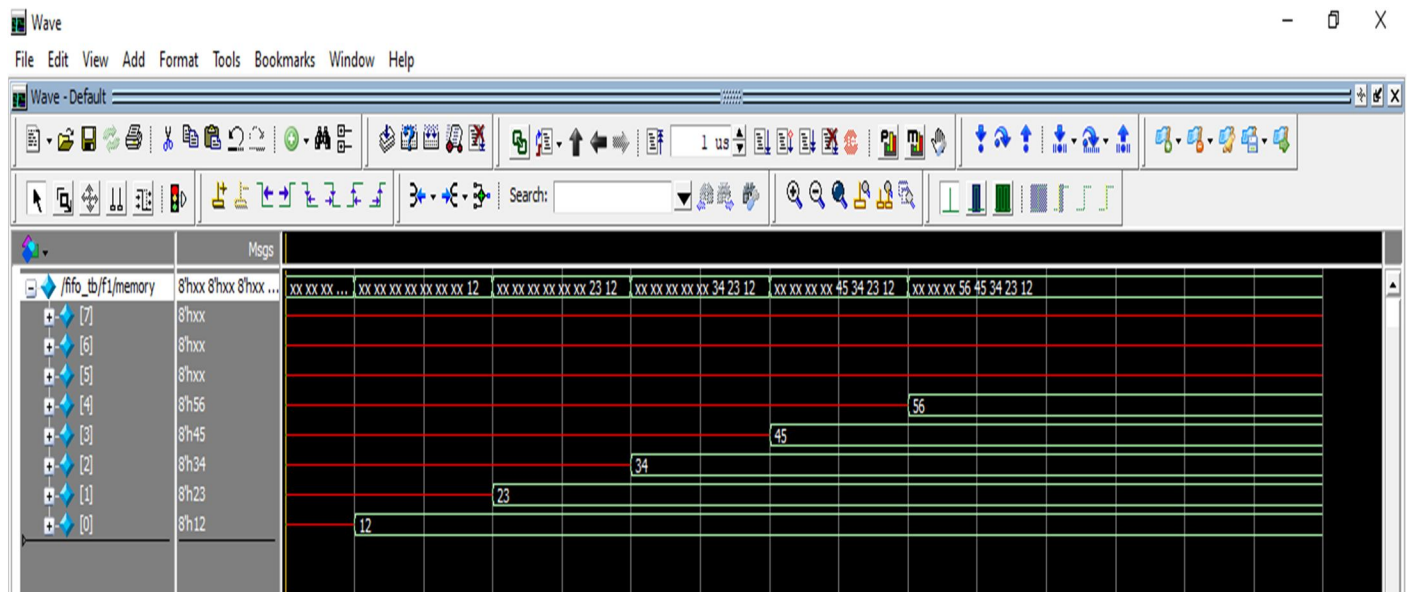 Wave
File Edit View Add Format Tools Bookmarks Window Help
Wave - Default
1 us
Search:
Msgs
/fifo_tb/f1/memory 8'hxx 8'hxx 8'hxx ... xx xx xx ... xx xx xx xx xx xx xx 12 xx xx xx xx xx xx 23 12 xx xx xx xx xx 34 23 12 xx xx xx xx 45 34 23 12 xx xx xx 56 45 34 23 12
[7] 8'hxx
[6] 8'hxx
[5] 8'hxx
[4] 8'h56 56
[3] 8'h45 45
[2] 8'h34 34
[1] 8'h23 23
[0] 8'h12 12